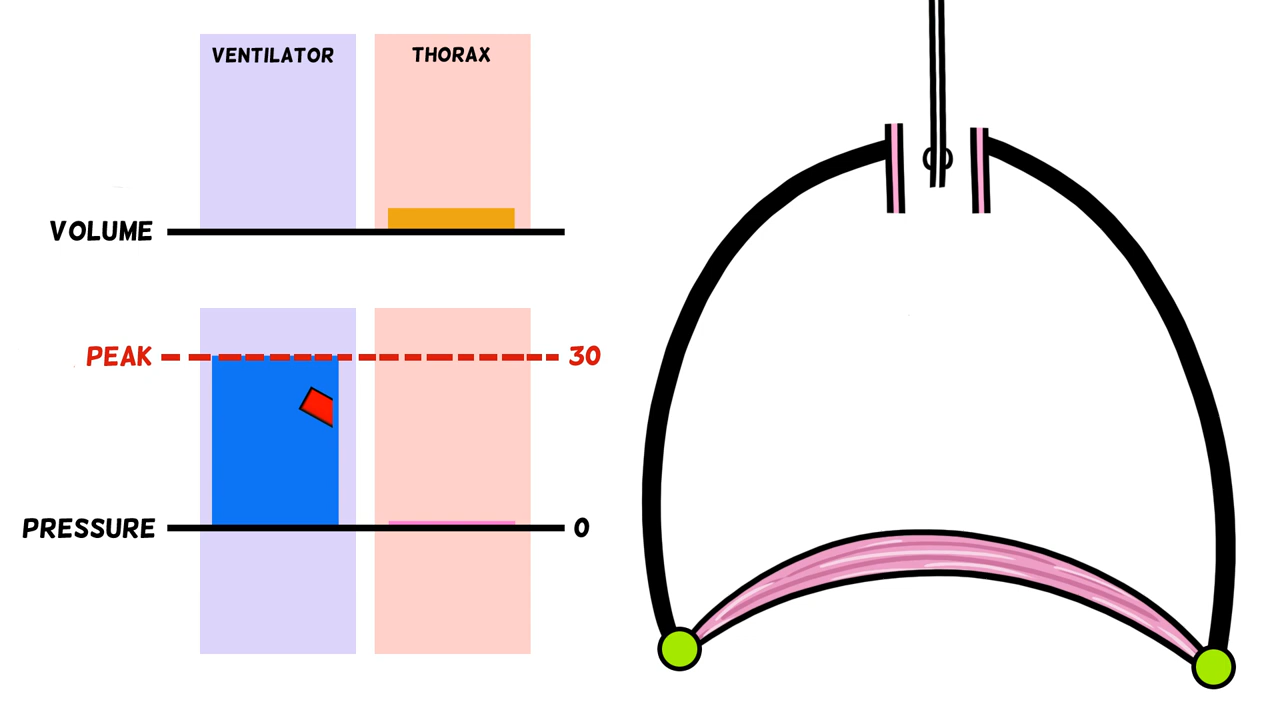 VENTILATOR
THORAX
VOLUME
PEAK
30
PRESSURE
0